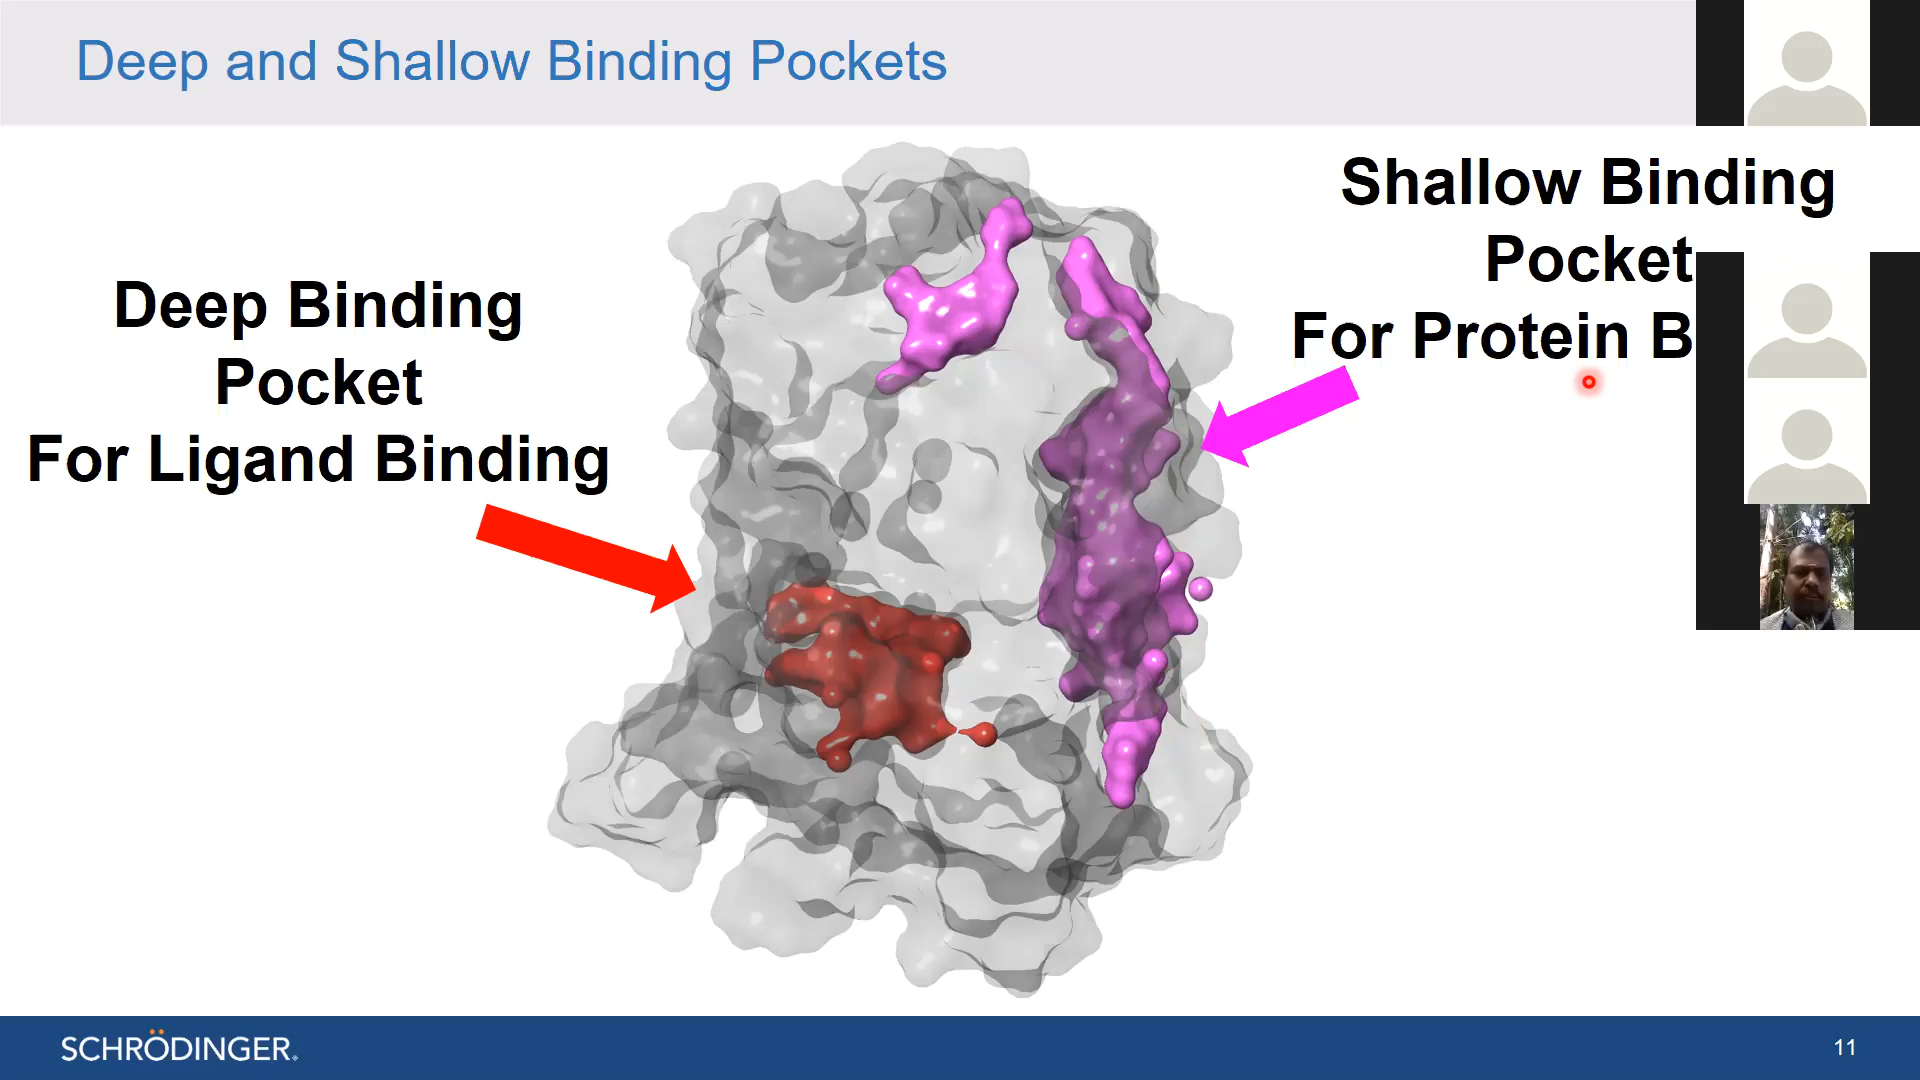 Deep and Shallow Binding Pockets
Deep Binding
Pocket
For Ligand Binding
Shallow Binding
Pocket
For Protein B
SCHRÖDINGER.
11